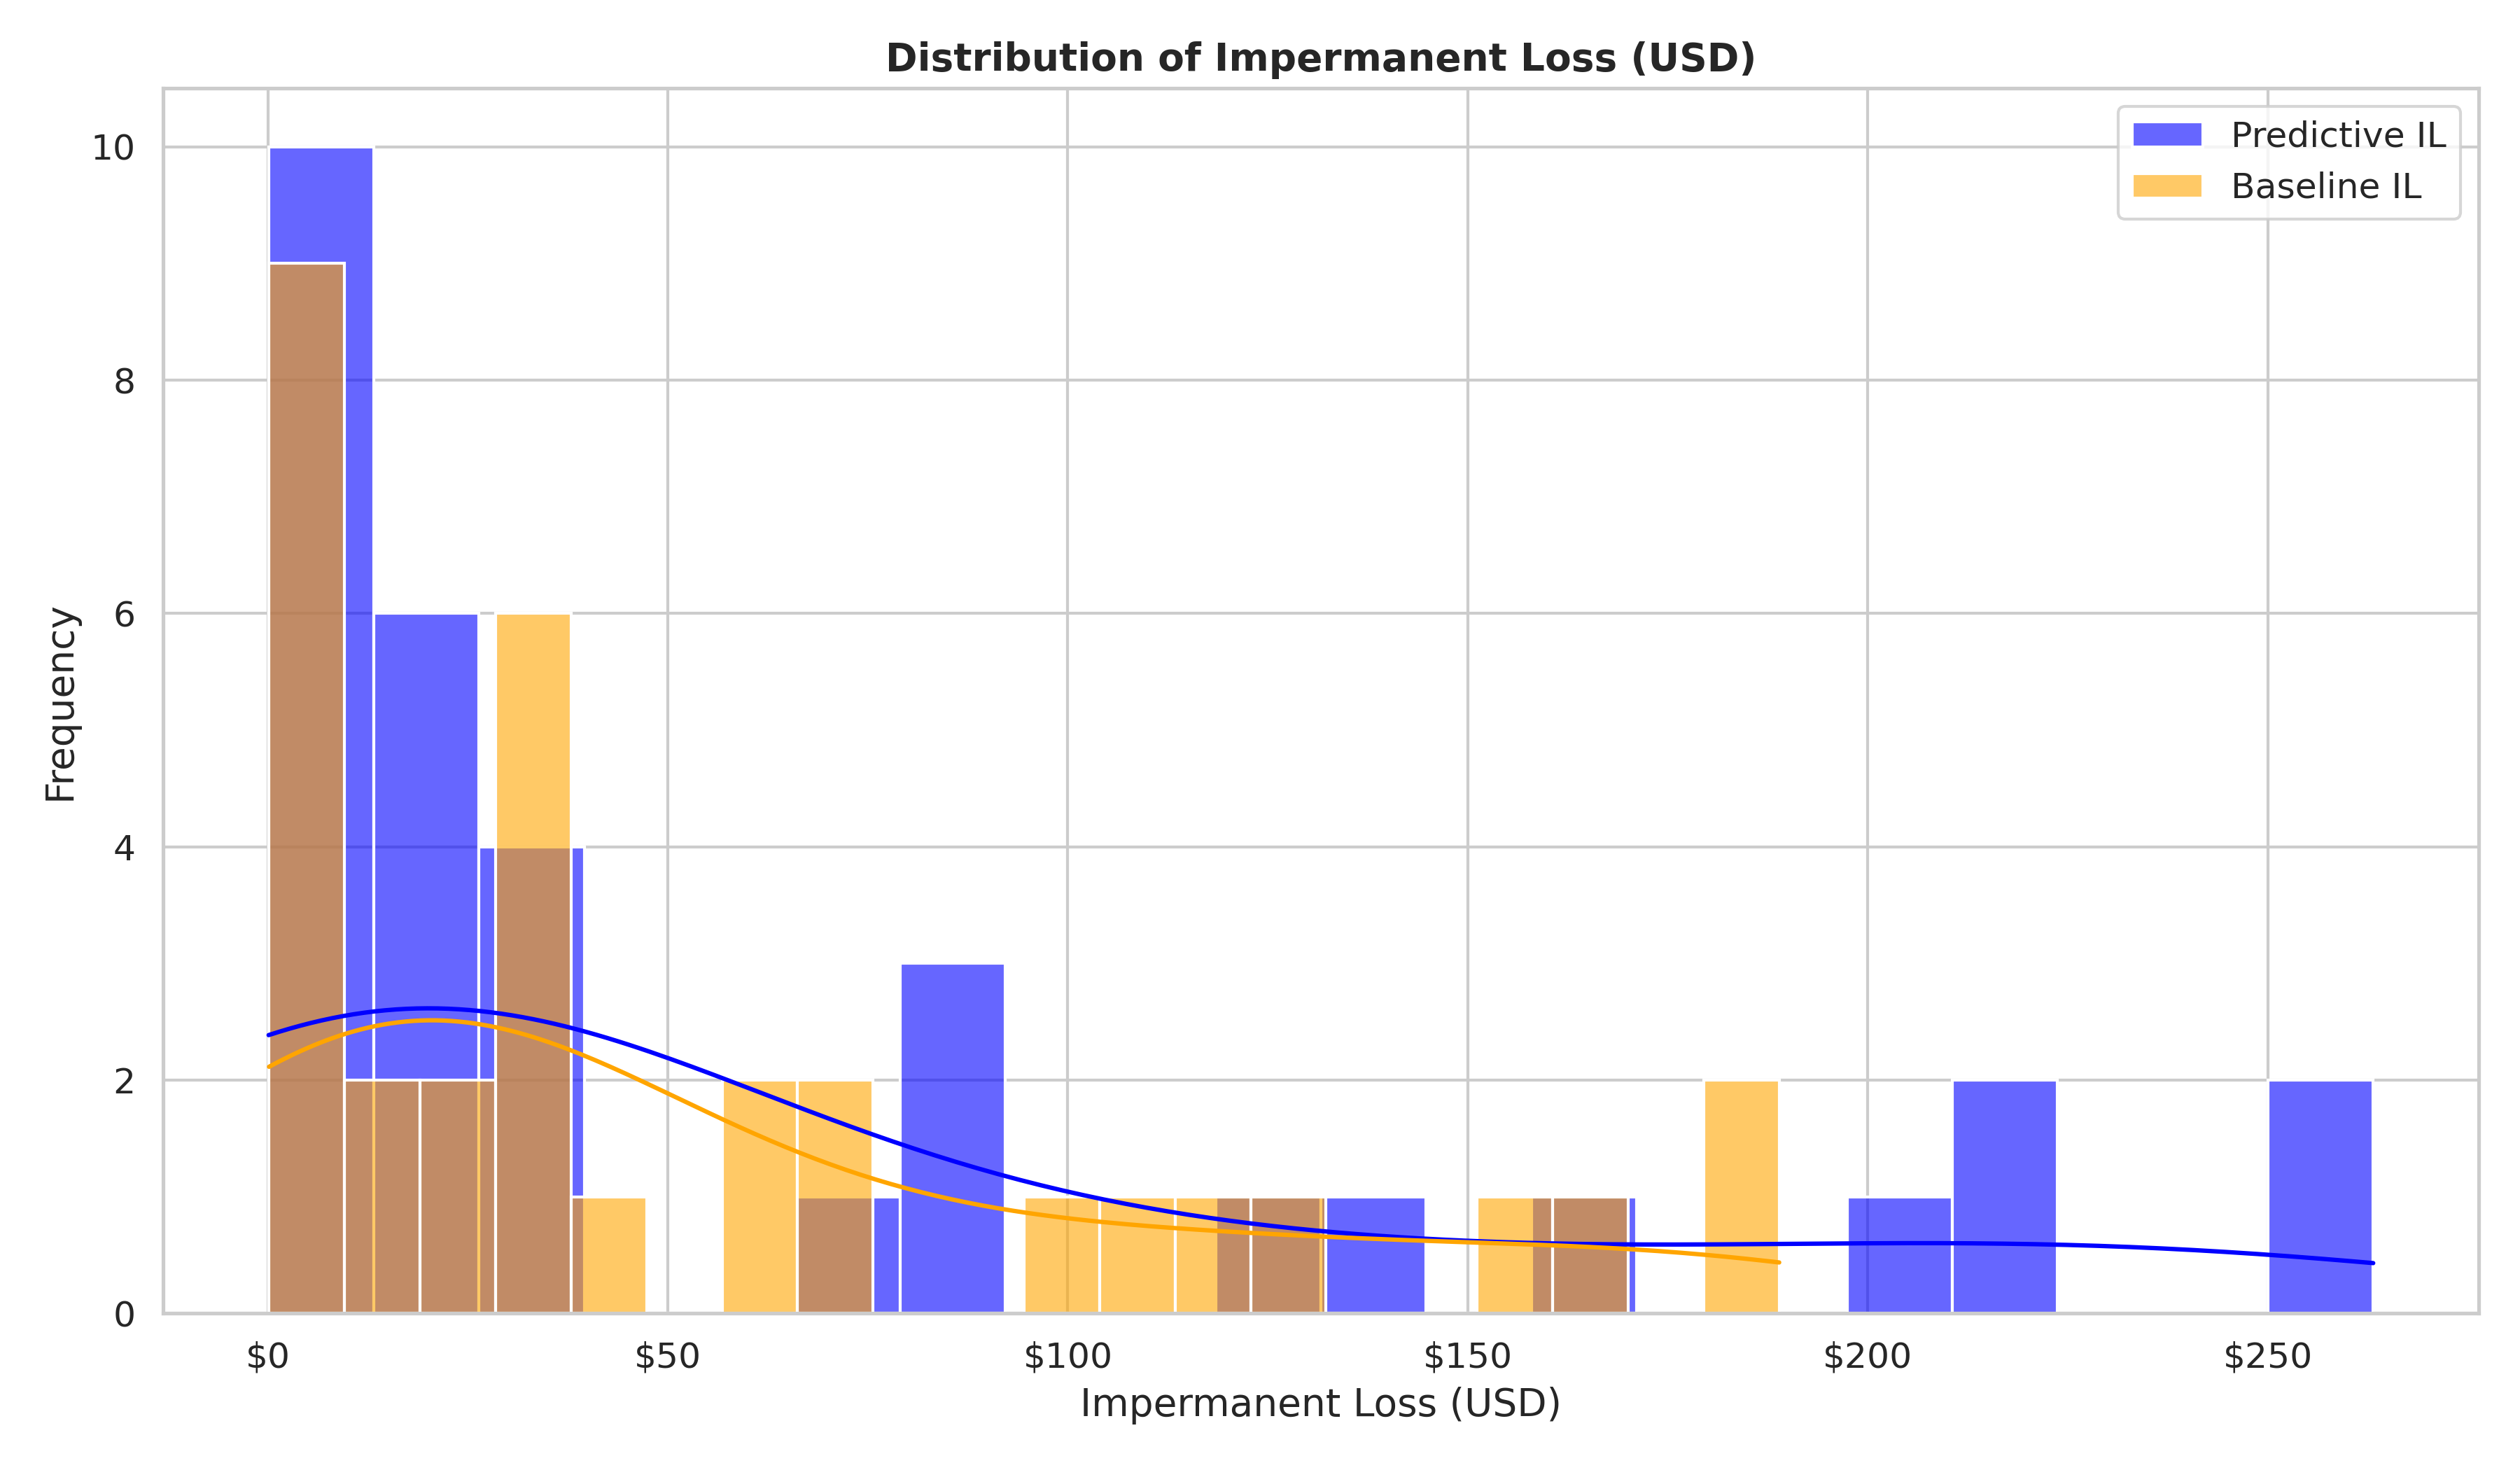 Distribution of Impermanent Loss (USD)
Predictive IL
Baseline IL
Frequency
10
8
6
4
2
0
$0 $50 $100 $150 $200 $250
Impermanent Loss (USD)